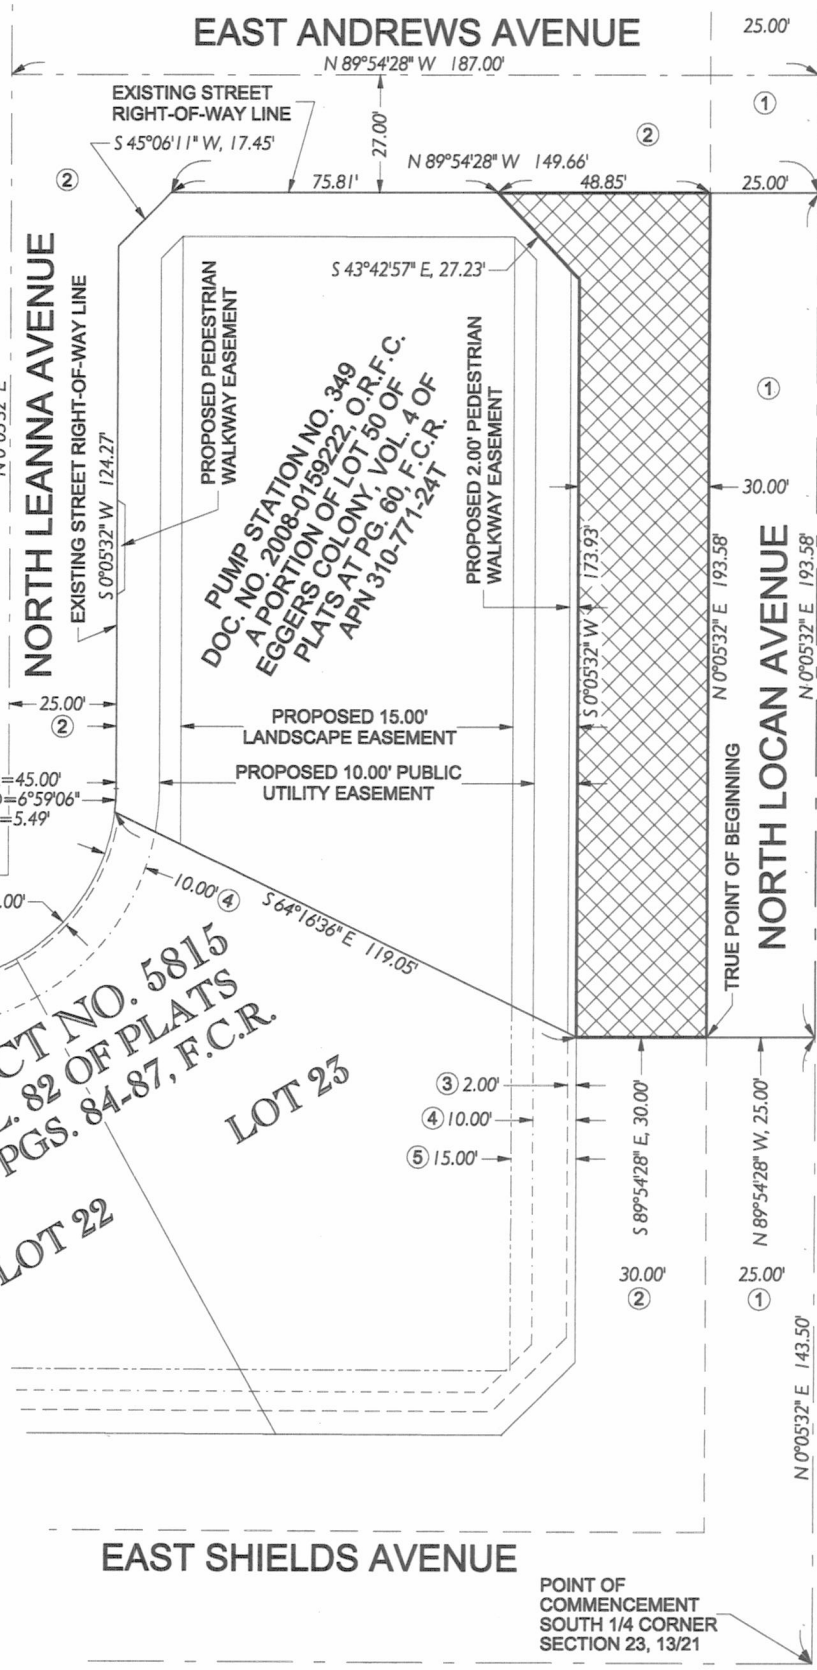 EAST ANDREWS AVENUE
25.00'
N 89°54'28" W 187.00'
EXISTING STREET
RIGHT-OF-WAY LINE
①
S 45°06'11" W, 17.45'
27.00'
②
②
N 89°54'28" W 149.66'
75.81'
48.85'
25.00'
S 43°42'57" E, 27.23'
NORTH LEANNA AVENUE
EXISTING STREET RIGHT-OF-WAY LINE
S 0°05'32" W 124.27'
PROPOSED PEDESTRIAN
WALKWAY EASEMENT
PUMP STATION NO. 349
DOC. NO. 2008-0159222, O.R.F.C.
A PORTION OF LOT 50 OF
EGGERS COLONY, VOL. 4 OF
PLATS AT PG. 60, F.C.R.
APN 310-771-24T
PROPOSED 2.00' PEDESTRIAN
WALKWAY EASEMENT
①
30.00'
S 0°05'32" W 173.93'
N 0°05'32" E 193.58'
NORTH LOCAN AVENUE
N 0°05'32" E 193.58'
25.00'
②
PROPOSED 15.00'
LANDSCAPE EASEMENT
PROPOSED 10.00' PUBLIC
UTILITY EASEMENT
=45.00'
=6°59'06"
=5.49'
TRUE POINT OF BEGINNING
10.00' ④
S 64°16'36" E 119.05'
.00'
CT NO. 5815
. 82 OF PLATS
PGS. 84-87, F.C.R.
LOT 23
LOT 22
③ 2.00'
④ 10.00'
⑤ 15.00'
S 89°54'28" E, 30.00'
N 89°54'28" W, 25.00'
30.00'
②
25.00'
①
N 0°05'32" E 143.50'
EAST SHIELDS AVENUE
POINT OF
COMMENCEMENT
SOUTH 1/4 CORNER
SECTION 23, 13/21